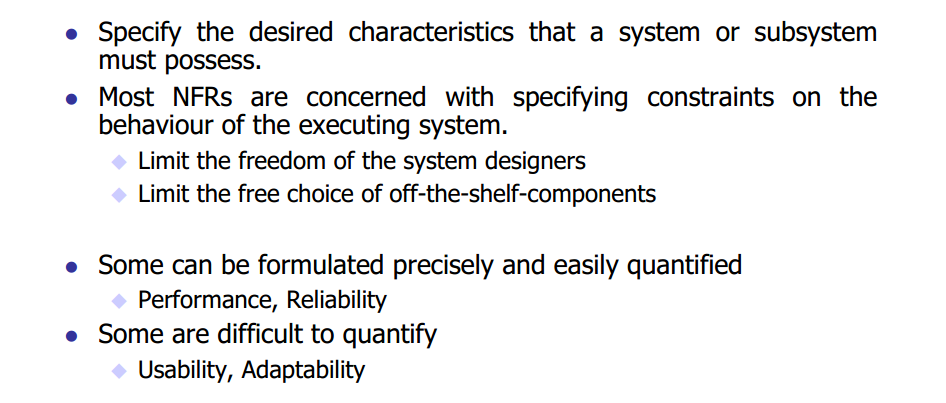 Specify the desired characteristics that a system or subsystem
must possess.
Most NFRs are concerned with specifying constraints on the
behaviour of the executing system.
Limit the freedom of the system designers
Limit the free choice of off-the-shelf-components
Some can be formulated precisely and easily quantified
Performance, Reliability
Some are difficult to quantify
Usability, Adaptability